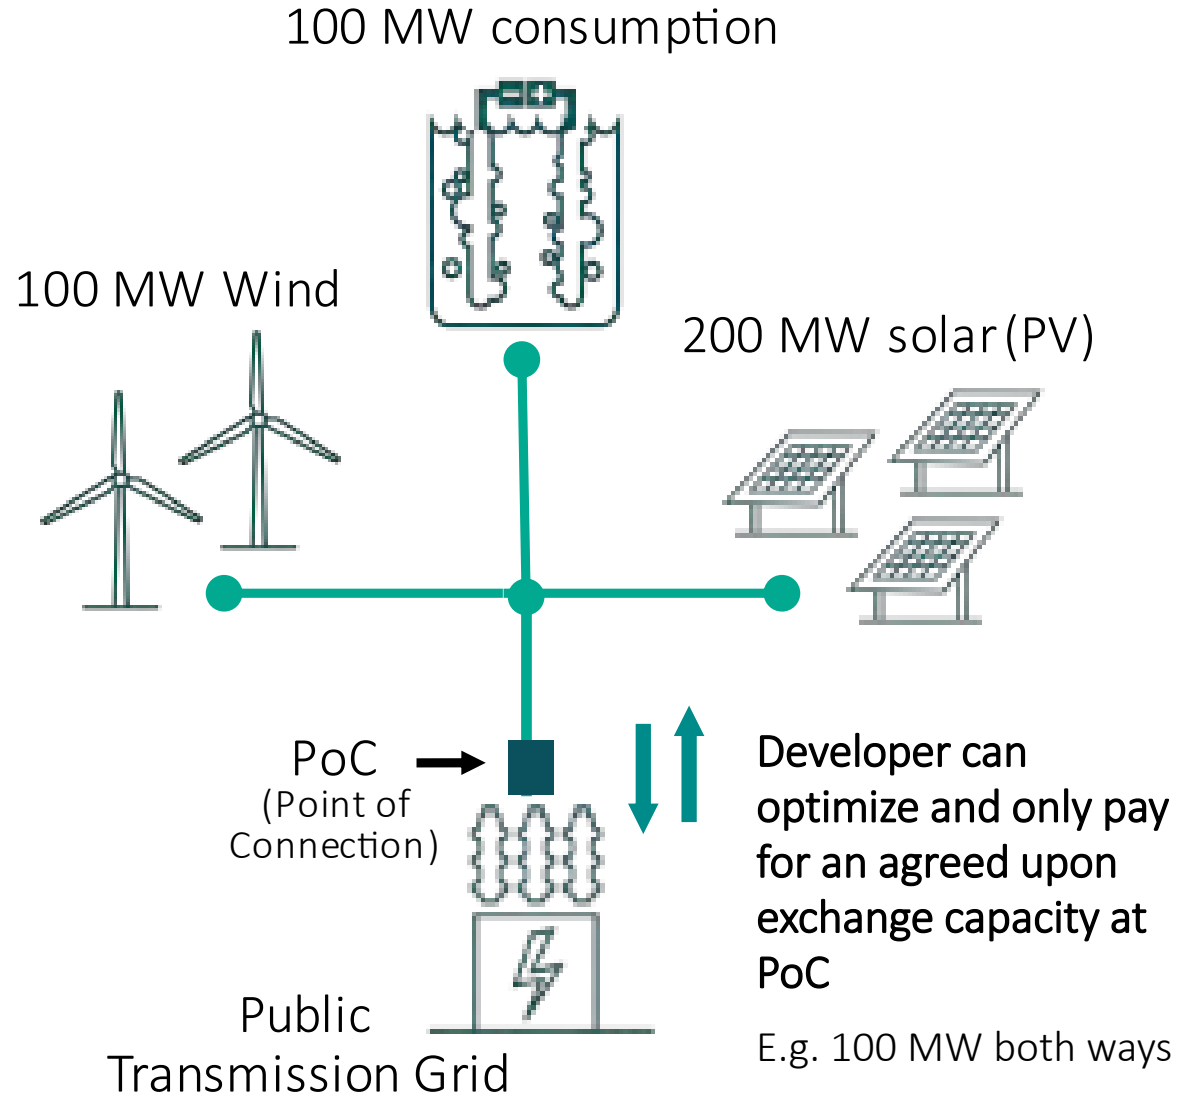 100 MW consumption
100 MW Wind
200 MW solar (PV)
PoC
(Point of
Connection)
Developer can
optimize and only pay
for an agreed upon
exchange capacity at
PoC
E.g. 100 MW both ways
Public
Transmission Grid